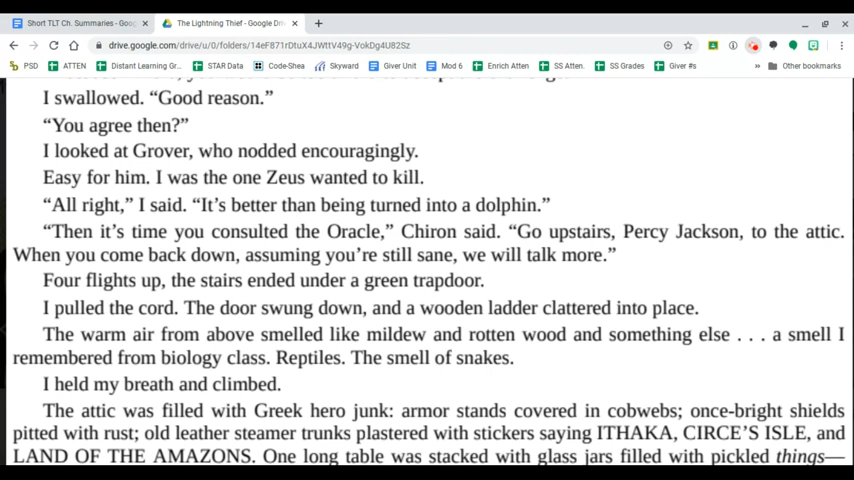 Short TLT Ch. Summaries - Goog
The Lightning Thief - Google Driv
drive.google.com/drive/u/0/folders/14eF871rDtuX4JWttV49g-VokDg4U82Sz
PSD
ATTEN
Distant Learning Gr...
STAR Data
Code-Shea
Skyward
Giver Unit
Mod 6
Enrich Atten
SS Atten.
SS Grades
Giver #s
»
Other bookmarks
I swallowed. “Good reason.”
“You agree then?”
I looked at Grover, who nodded encouragingly.
Easy for him. I was the one Zeus wanted to kill.
“All right,” I said. “It’s better than being turned into a dolphin.”
“Then it’s time you consulted the Oracle,” Chiron said. “Go upstairs, Percy Jackson, to the attic.
When you come back down, assuming you’re still sane, we will talk more.”
Four flights up, the stairs ended under a green trapdoor.
I pulled the cord. The door swung down, and a wooden ladder clattered into place.
The warm air from above smelled like mildew and rotten wood and something else . . . a smell I
remembered from biology class. Reptiles. The smell of snakes.
I held my breath and climbed.
The attic was filled with Greek hero junk: armor stands covered in cobwebs; once-bright shields
pitted with rust; old leather steamer trunks plastered with stickers saying ITHAKA, CIRCE’S ISLE, and
LAND OF THE AMAZONS. One long table was stacked with glass jars filled with pickled things—